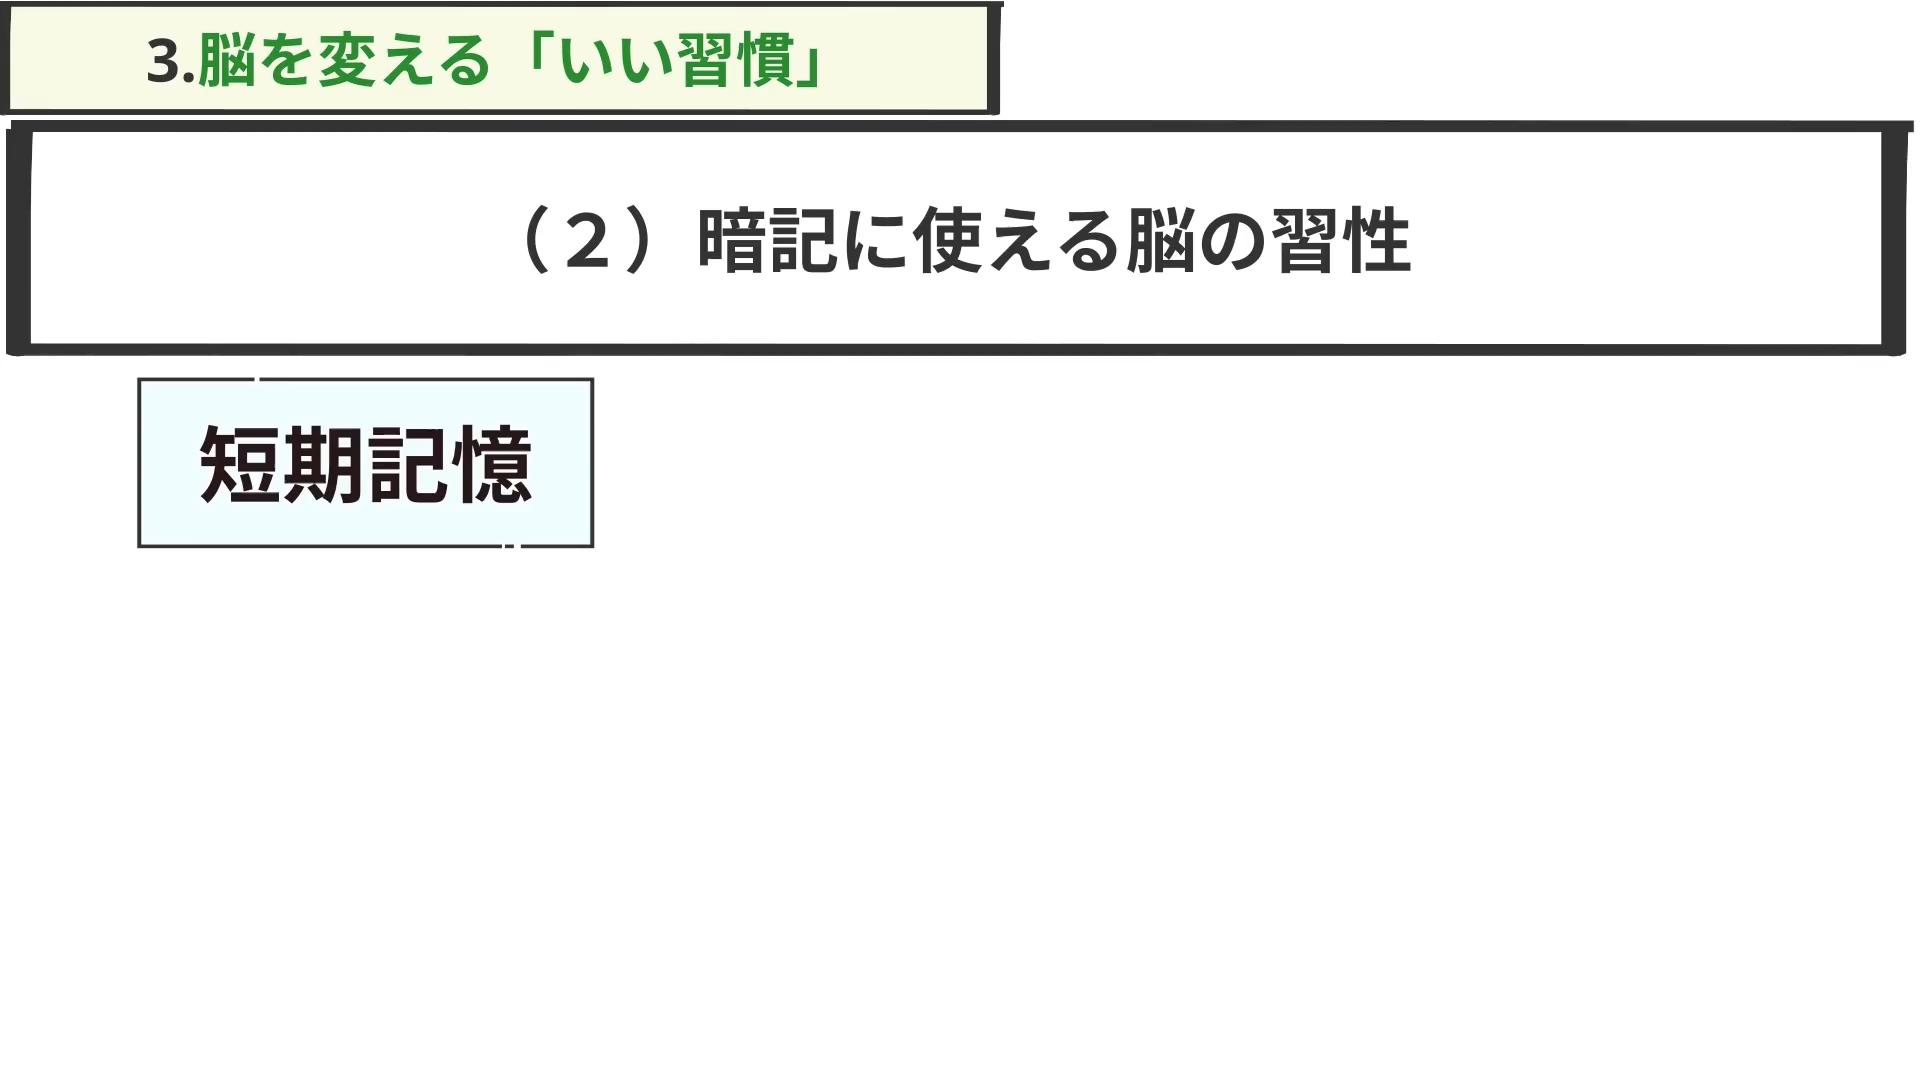 3.脳を変える「いい習慣」
（２）暗記に使える脳の習性
短期記憶